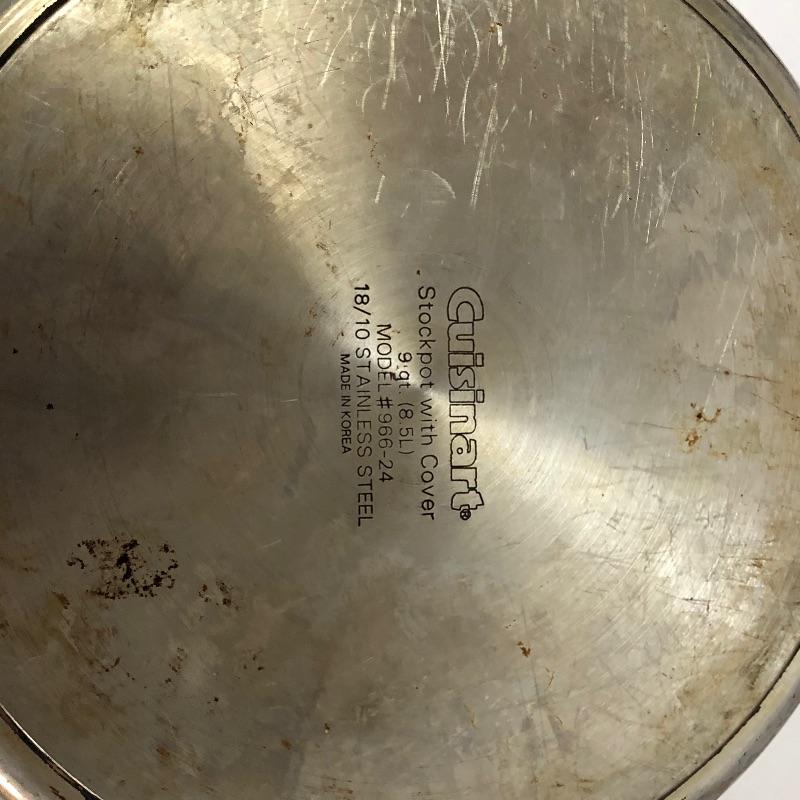 Cuisinart®
Stockpot with Cover
9 qt. (8.5L)
MODEL #966-24
18/10 STAINLESS STEEL
MADE IN KOREA